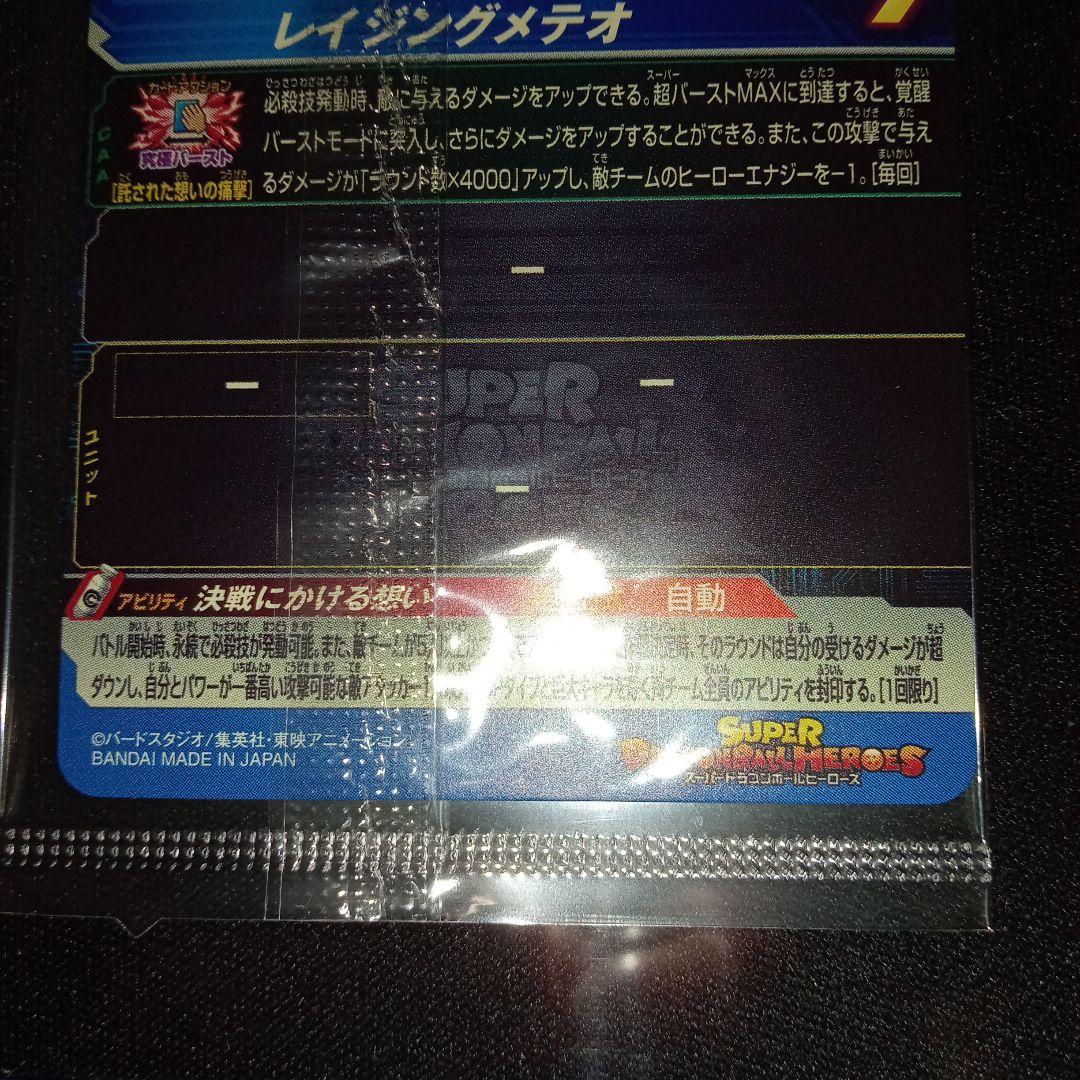 レイジングメテオ
カードアクション
必殺技発動時、敵に与えるダメージをアップできる。超バーストMAXに到達すると、覚醒
究極バースト
バーストモードに突入し、さらにダメージをアップすることができる。また、この攻撃で与え
CAA
[託された想いの痛撃]
るダメージが「ラウンド数×4000」アップし、敵チームのヒーローエナジーを−1。[毎回]
ー
ー ー
SUPER
ユニット
ー
アビリティ 決戦にかける想い 自動
バトル開始時、永続で必殺技が発動可能。また、敵チームが 時、そのラウンドは自分の受けるダメージが超
ダウンし、自分とパワーが一番高い攻撃可能な敵アタッカー チーム全員のアビリティを封印する。[1回限り]
©バードスタジオ/集英社・東映アニメーション
BANDAI MADE IN JAPAN
SUPER
DRAGONBALL HEROES
スーパードラゴンボールヒーローズ